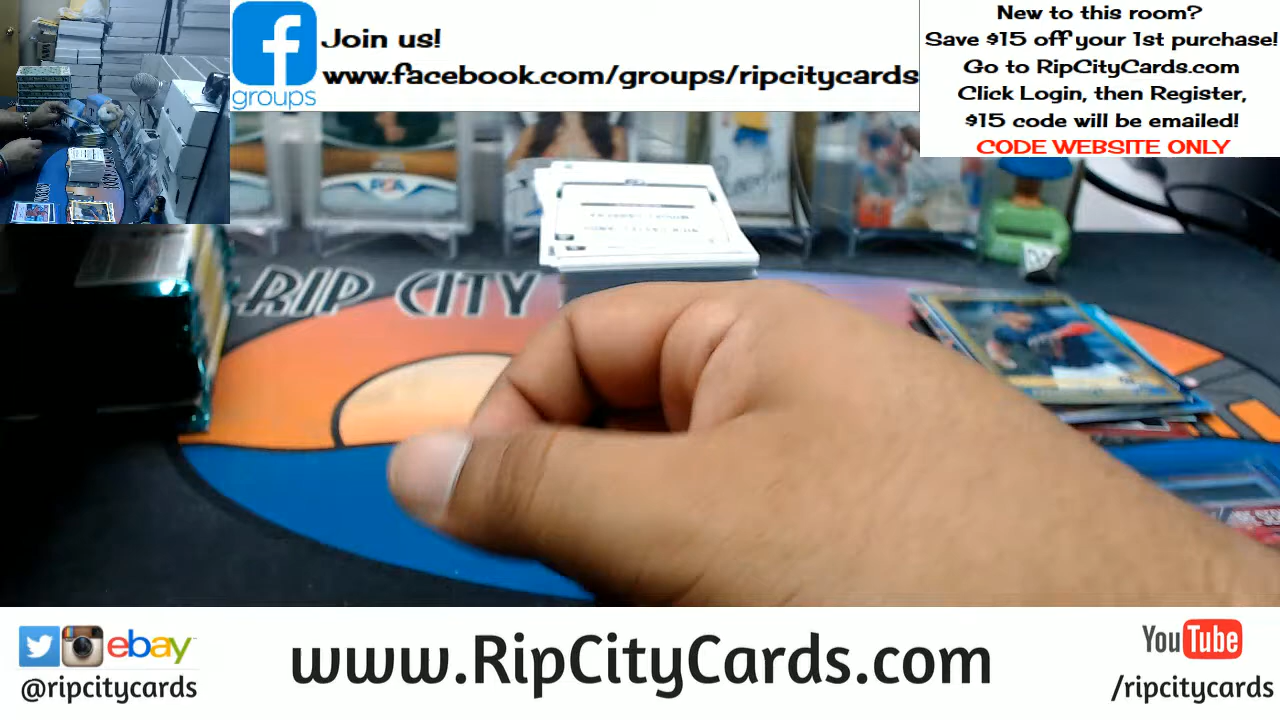 groups
Join us!
www.facebook.com/groups/ripcitycards
New to this room?
Save $15 off your 1st purchase!
Go to RipCityCards.com
Click Login, then Register,
$15 code will be emailed!
CODE WEBSITE ONLY
RIP CITY
ebay
@ripcitycards
www.RipCityCards.com
YouTube
/ripcitycards